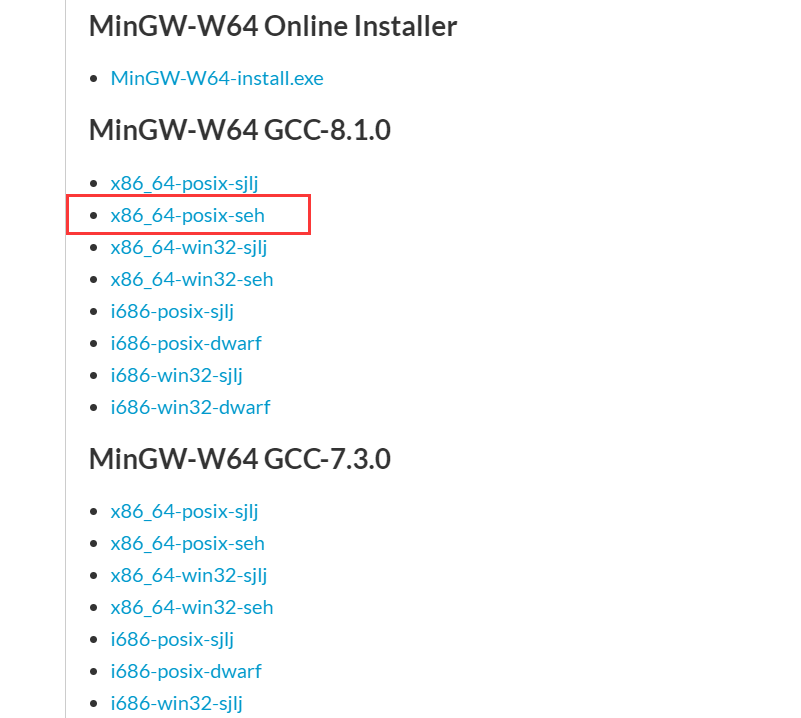 MinGW-W64 Online Installer
MinGW-W64-install.exe
MinGW-W64 GCC-8.1.0
x86_64-posix-sjlj
x86_64-posix-seh
x86_64-win32-sjlj
x86_64-win32-seh
i686-posix-sjlj
i686-posix-dwarf
i686-win32-sjlj
i686-win32-dwarf
MinGW-W64 GCC-7.3.0
x86_64-posix-sjlj
x86_64-posix-seh
x86_64-win32-sjlj
x86_64-win32-seh
i686-posix-sjlj
i686-posix-dwarf
i686-win32-sjlj